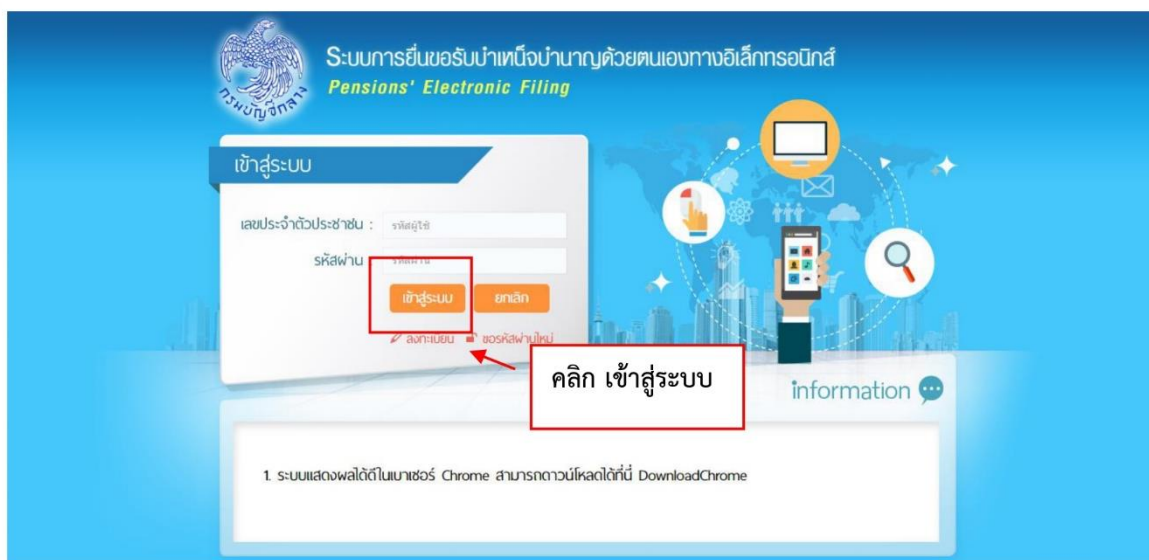 ระบบการยื่นขอรับบำเหน็จบำนาญด้วยตนเองทางอิเล็กทรอนิกส์
Pensions' Electronic Filing
กรมบัญชีกลาง
เข้าสู่ระบบ
เลขประจำตัวประชาชน : รหัสผู้ใช้
รหัสผ่าน รหัสผ่าน
เข้าสู่ระบบ ยกเลิก
ลงทะเบียน ขอรหัสผ่านใหม่
คลิก เข้าสู่ระบบ
information
1. ระบบแสดงผลได้ดีในเบาเซอร์ Chrome สามารถดาวน์โหลดได้ที่นี่ DownloadChrome